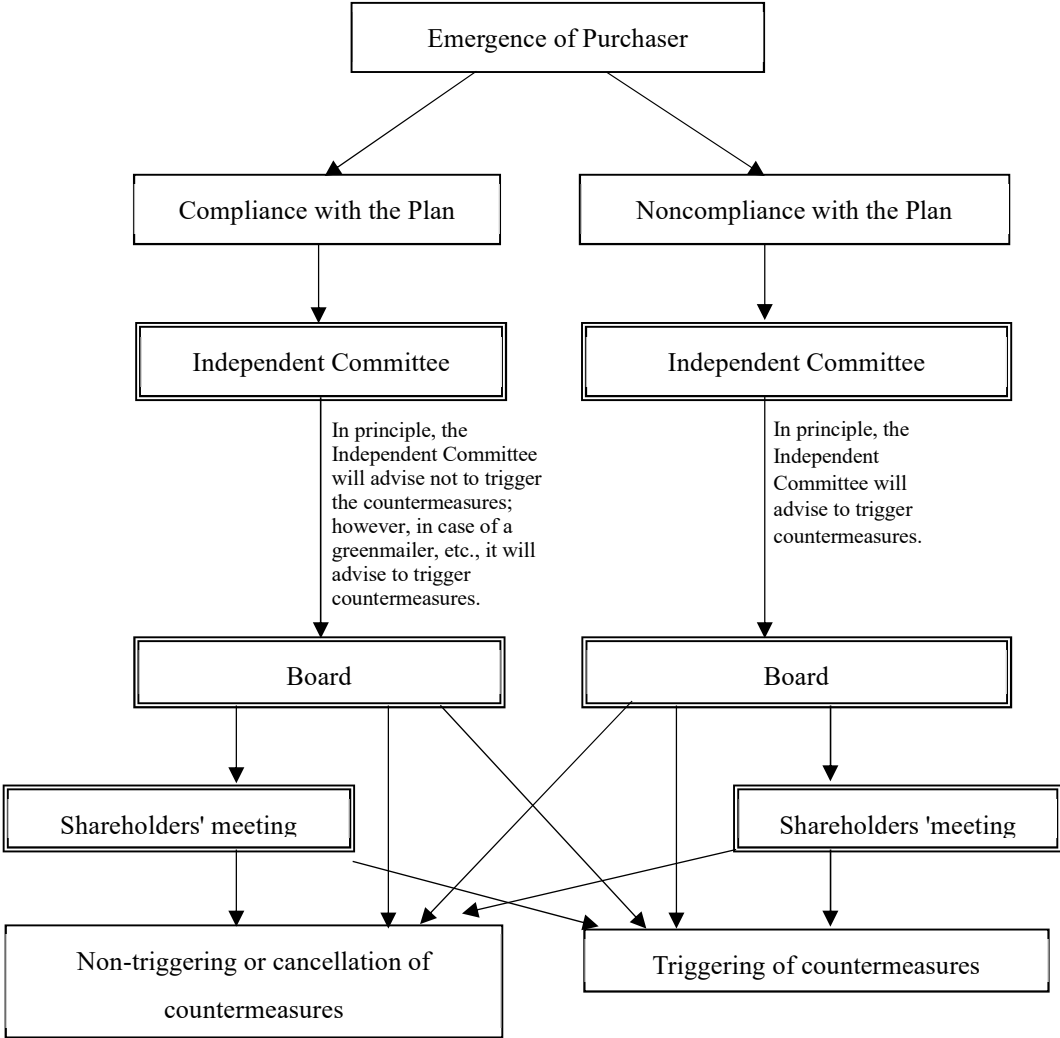 Emergence of Purchaser
Compliance with the Plan
Noncompliance with the Plan
Independent Committee
Independent Committee
In principle, the
Independent Committee
will advise not to trigger
the countermeasures;
however, in case of a
greenmailer, etc., it will
advise to trigger
countermeasures.
In principle, the
Independent
Committee will
advise to trigger
countermeasures.
Board
Board
Shareholders' meeting
Shareholders 'meeting
Non-triggering or cancellation of
countermeasures
Triggering of countermeasures